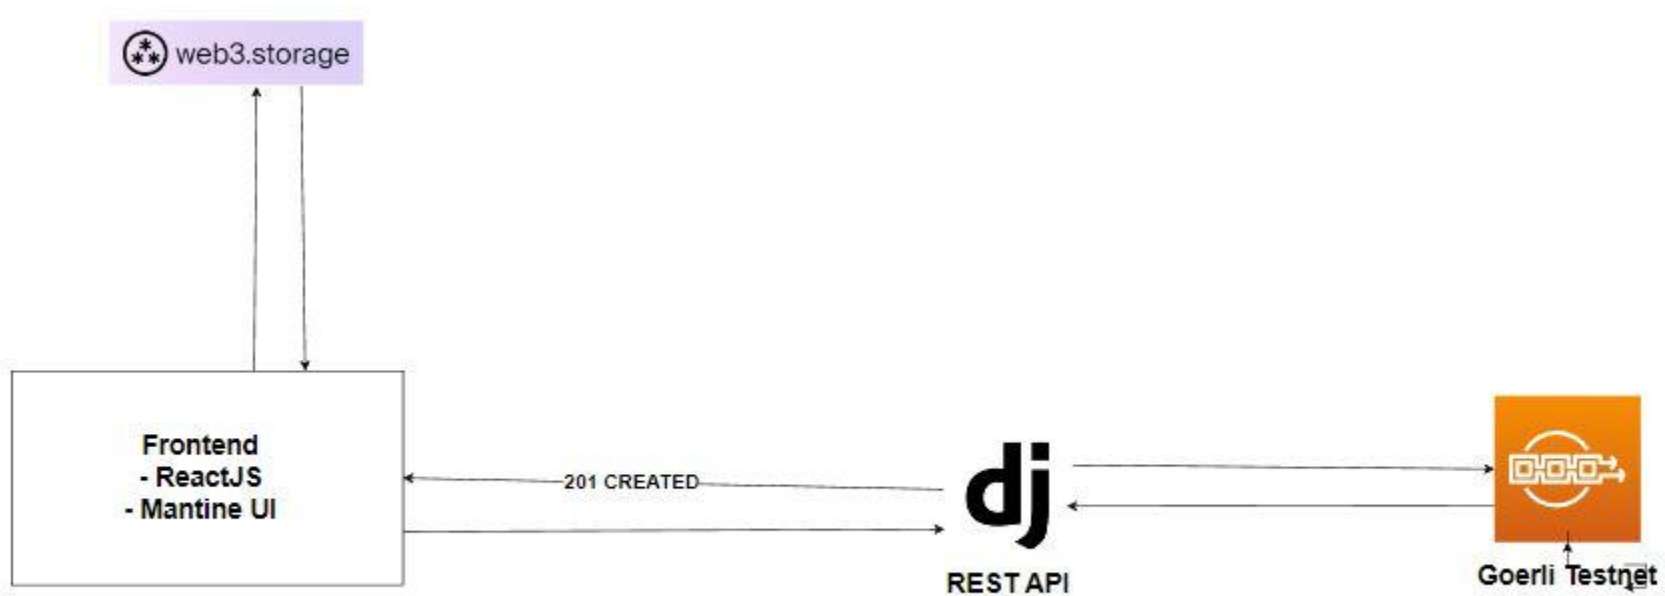 web3.storage
Frontend
- ReactJS
- Mantine UI
201 CREATED
dj
REST API
Goerli Testnet